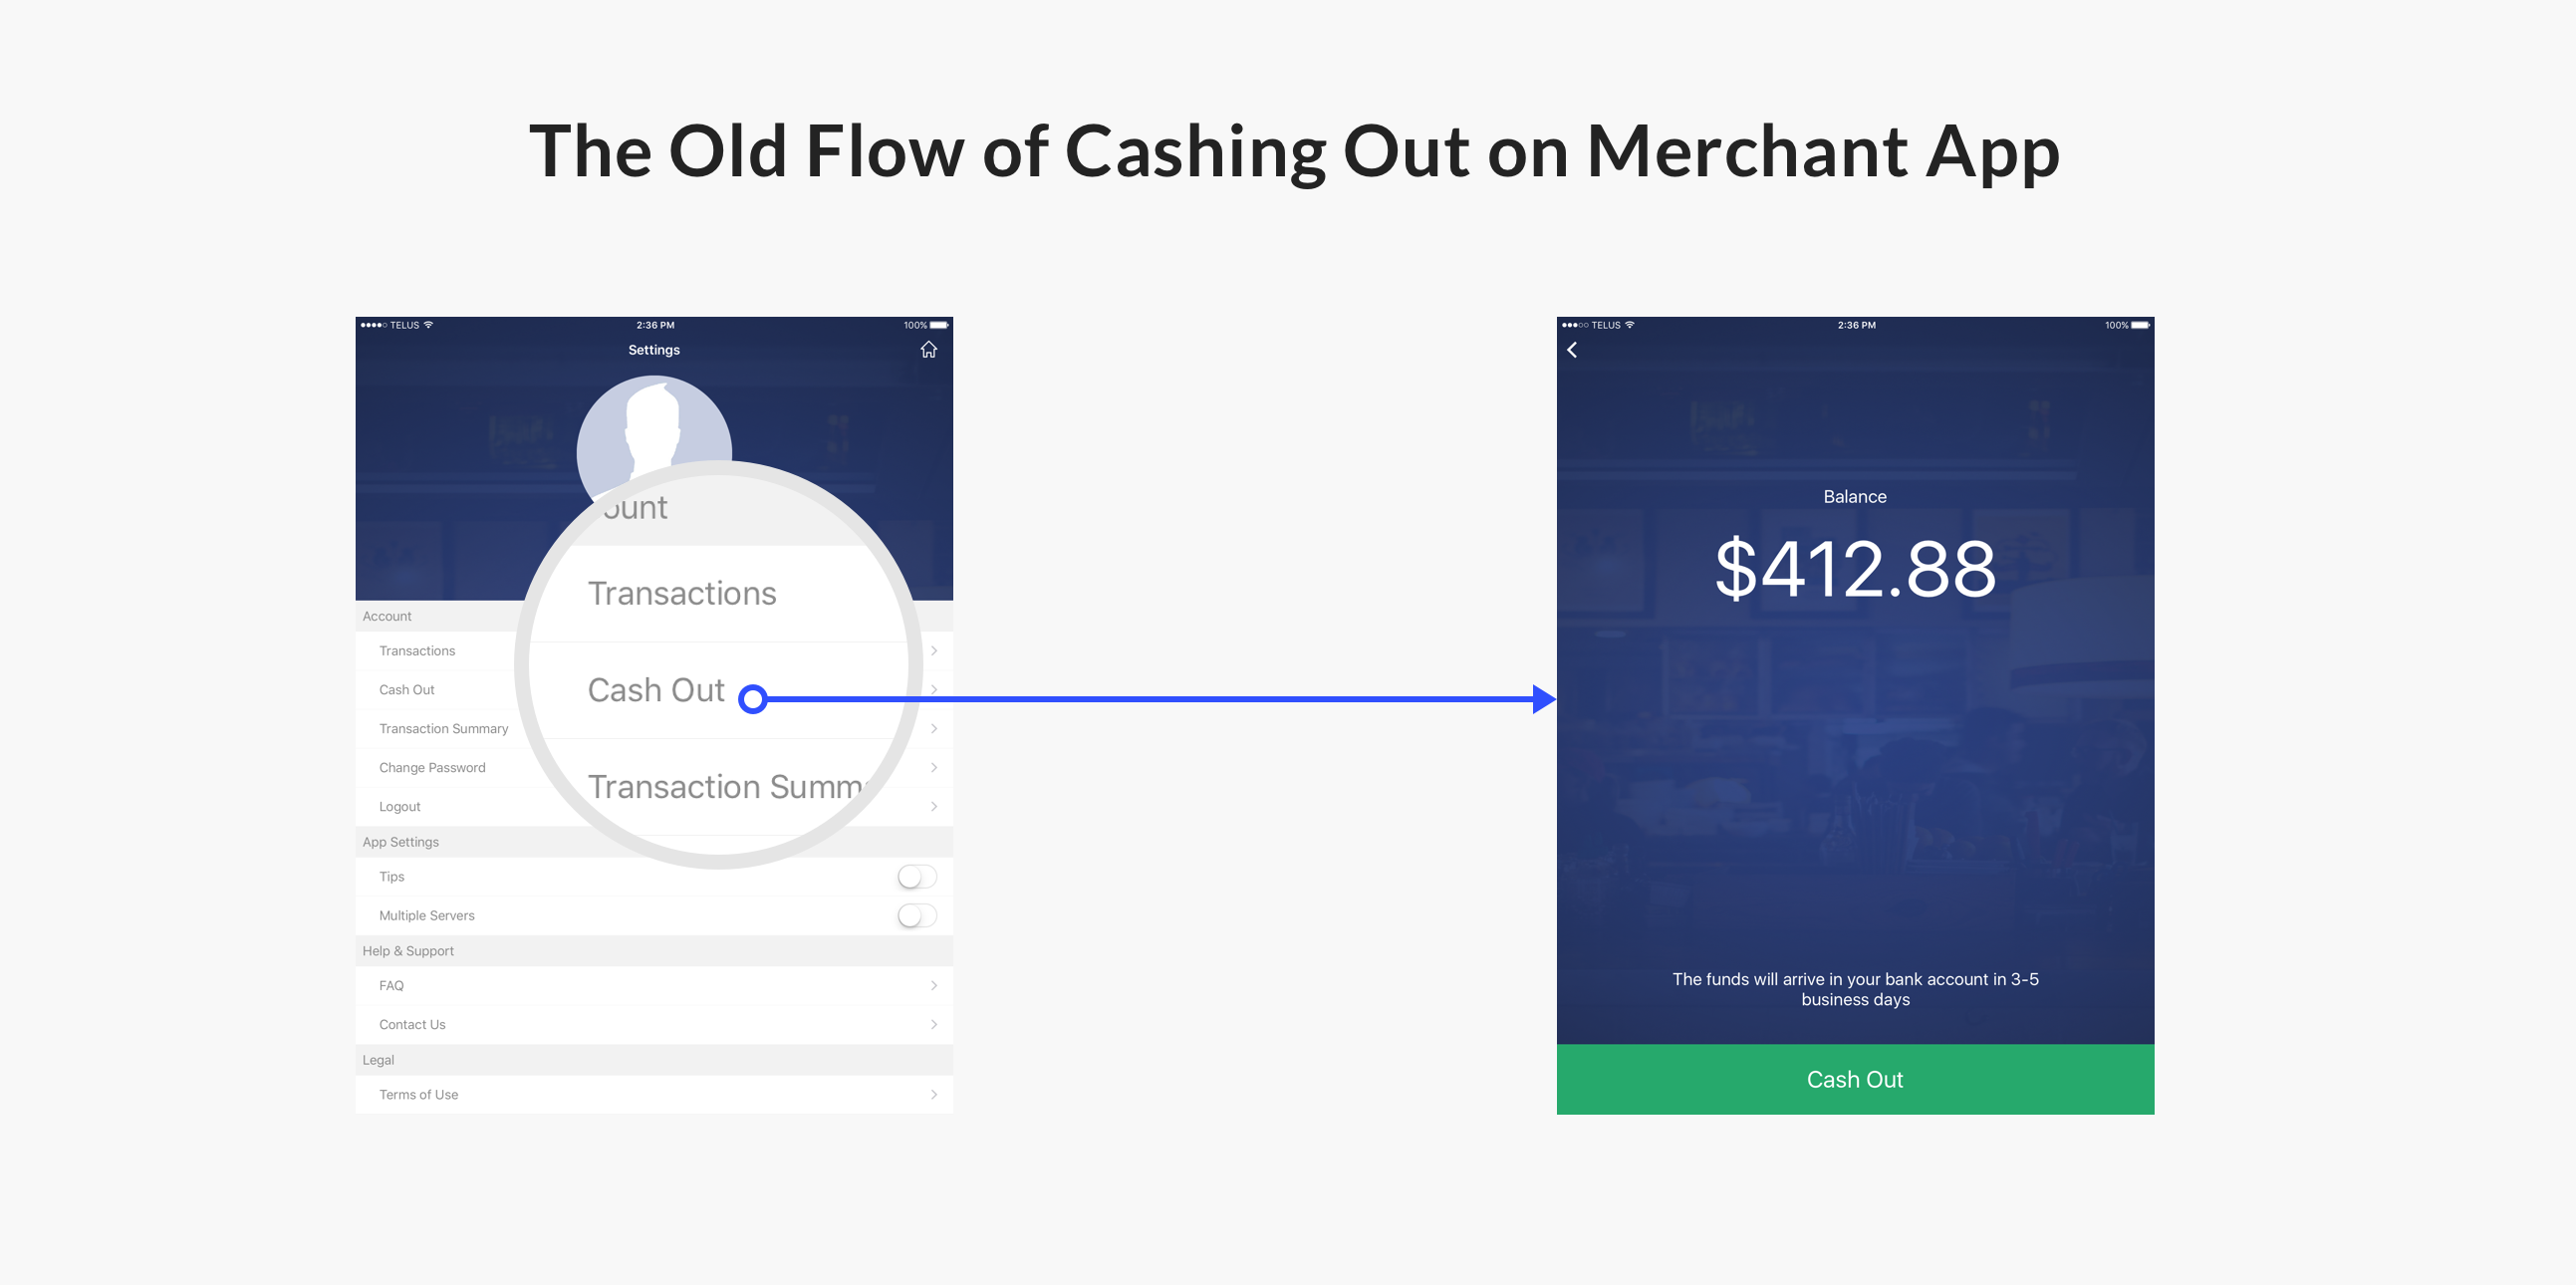 The Old Flow of Cashing Out on Merchant App
TELUS 2:36 PM 100%
Settings
Account
Transactions
Cash Out
Transaction Summary
Change Password
Logout
App Settings
Tips
Multiple Servers
Help & Support
FAQ
Contact Us
Legal
Terms of Use
ount
Transactions
Cash Out
Transaction Summa
TELUS 2:36 PM 100%
Balance
$412.88
The funds will arrive in your bank account in 3-5
business days
Cash Out